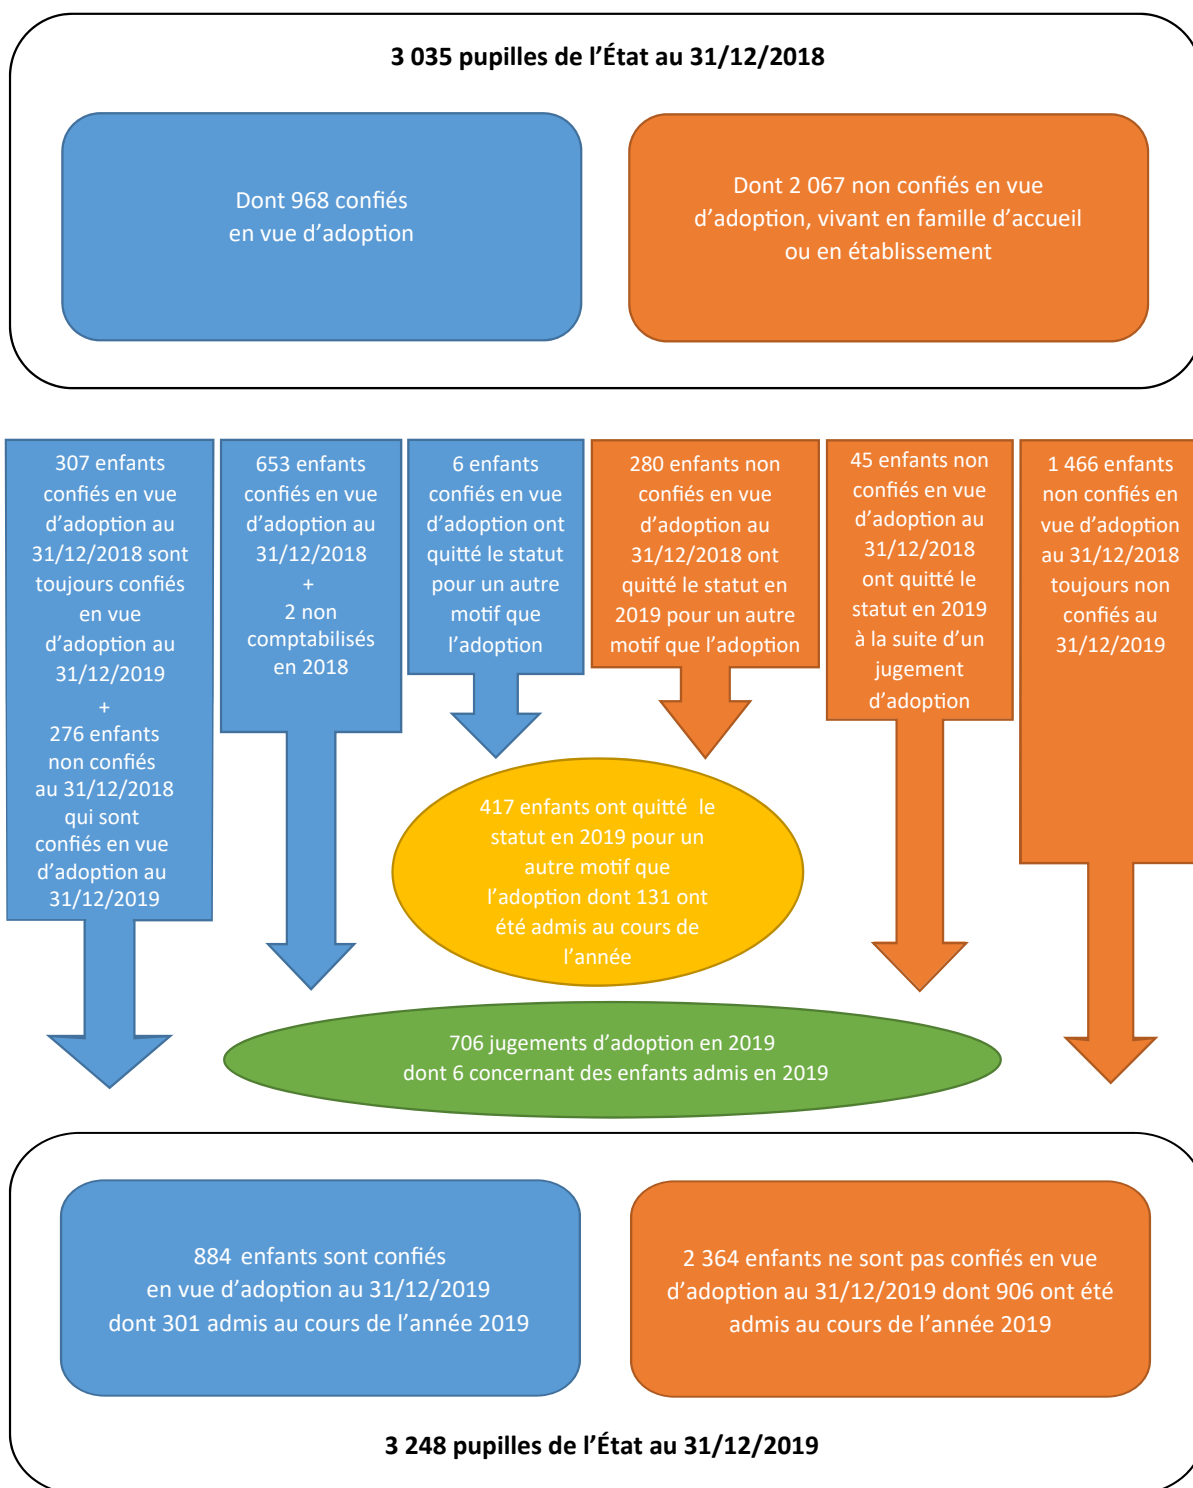 3 035 pupilles de l’État au 31/12/2018
Dont 968 confiés
en vue d’adoption
Dont 2 067 non confiés en vue
d’adoption, vivant en famille d’accueil
ou en établissement
307 enfants
confiés en vue
d’adoption au
31/12/2018 sont
toujours confiés
en vue
d’adoption au
31/12/2019
+
276 enfants
non confiés
au 31/12/2018
qui sont
confiés en vue
d’adoption au
31/12/2019
653 enfants
confiés en vue
d’adoption au
31/12/2018
+
2 non
comptabilisés
en 2018
6 enfants
confiés en vue
d’adoption ont
quitté le statut
pour un autre
motif que
l’adoption
280 enfants non
confiés en vue
d’adoption au
31/12/2018 ont
quitté le statut en
2019 pour un autre
motif que l’adoption
45 enfants non
confiés en vue
d’adoption au
31/12/2018
ont quitté le
statut en 2019
à la suite d’un
jugement
d’adoption
1 466 enfants
non confiés en
vue d’adoption
au 31/12/2018
toujours non
confiés au
31/12/2019
417 enfants ont quitté le
statut en 2019 pour un
autre motif que
l’adoption dont 131 ont
été admis au cours de
l’année
706 jugements d’adoption en 2019
dont 6 concernant des enfants admis en 2019
884 enfants sont confiés
en vue d’adoption au 31/12/2019
dont 301 admis au cours de l’année 2019
2 364 enfants ne sont pas confiés en vue
d’adoption au 31/12/2019 dont 906 ont été
admis au cours de l’année 2019
3 248 pupilles de l’État au 31/12/2019